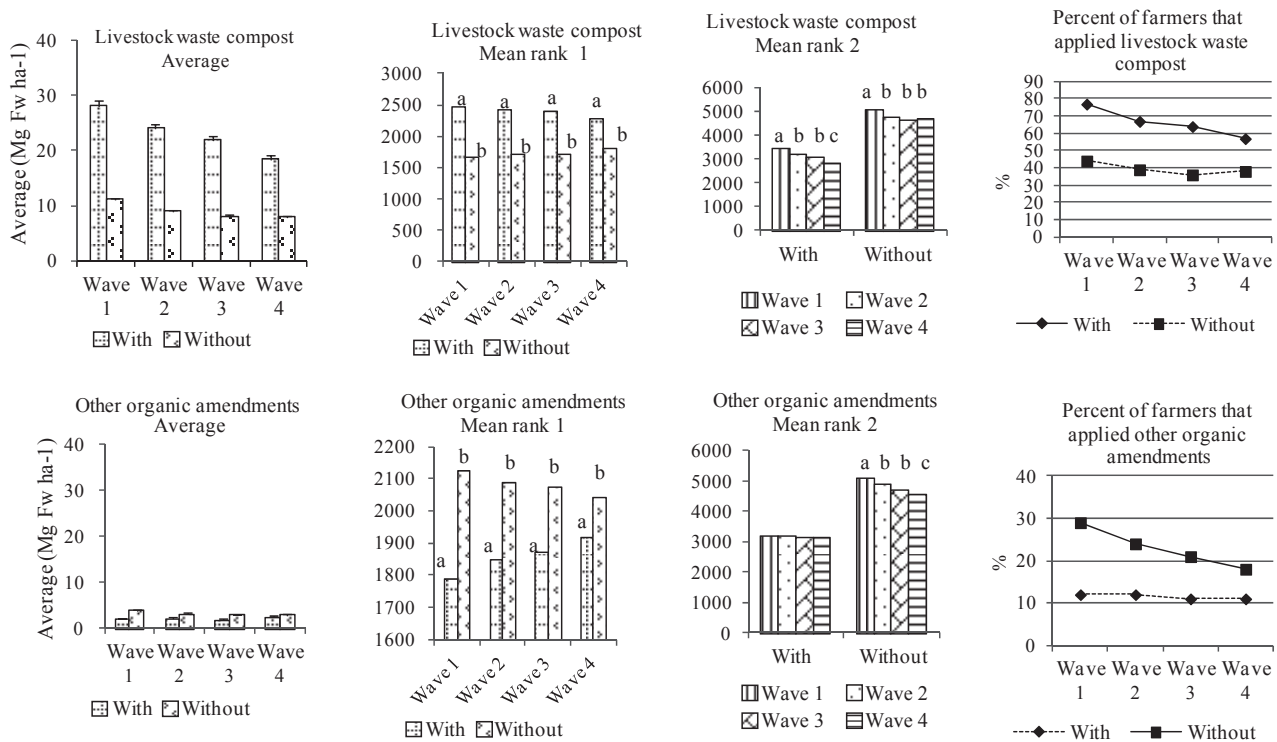 Livestock waste compost
Average
Average (Mg Fw ha-1)
40
30
20
10
0
Wave 1
Wave 2
Wave 3
Wave 4
With
Without
Livestock waste compost
Mean rank 1
3000
2500
2000
1500
1000
500
0
a
b
a
b
a
b
a
b
Wave 1
Wave 2
Wave 3
Wave 4
With
Without
Livestock waste compost
Mean rank 2
6000
5000
4000
3000
2000
1000
0
a b b c
a b b b
With
Without
Wave 1
Wave 2
Wave 3
Wave 4
Percent of farmers that
applied livestock waste
compost
%
90
80
70
60
50
40
30
20
10
0
Wave 1
Wave 2
Wave 3
Wave 4
With
Without
Other organic amendments
Average
Average (Mg Fw ha-1)
40
30
20
10
0
Wave 1
Wave 2
Wave 3
Wave 4
With
Without
Other organic amendments
Mean rank 1
2200
2100
2000
1900
1800
1700
1600
a
b
a
b
a
b
a
b
Wave 1
Wave 2
Wave 3
Wave 4
With
Without
Other organic amendments
Mean rank 2
6000
5000
4000
3000
2000
1000
0
a b b c
With
Without
Wave 1
Wave 2
Wave 3
Wave 4
Percent of farmers that
applied other organic
amendments
%
40
30
20
10
0
Wave 1
Wave 2
Wave 3
Wave 4
With
Without